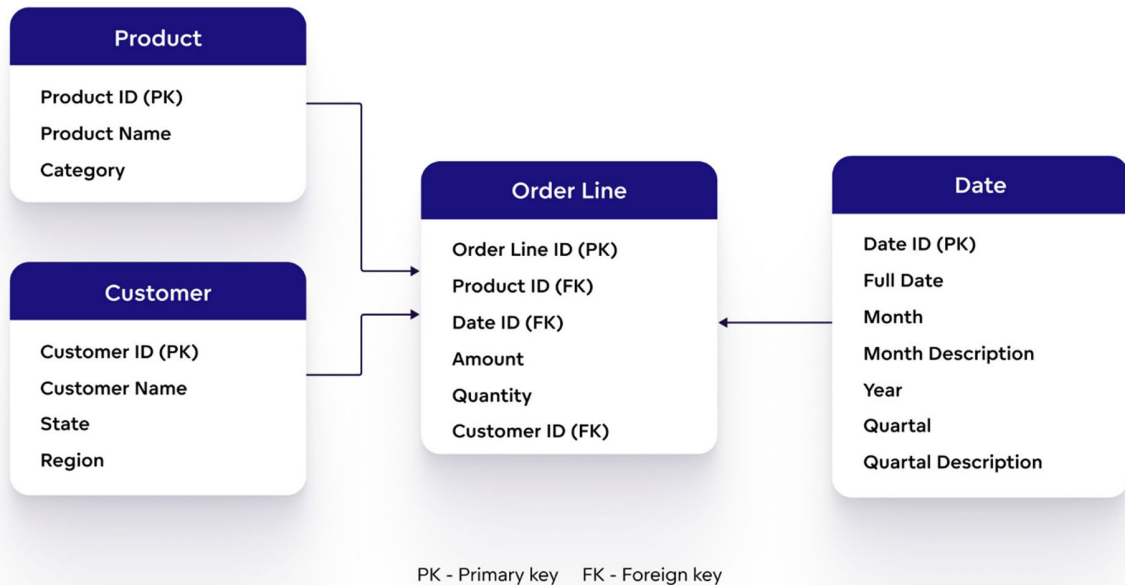 Product
Product ID (PK)
Product Name
Category
Customer
Customer ID (PK)
Customer Name
State
Region
Order Line
Order Line ID (PK)
Product ID (FK)
Date ID (FK)
Amount
Quantity
Customer ID (FK)
Date
Date ID (PK)
Full Date
Month
Month Description
Year
Quartal
Quartal Description
PK - Primary key FK - Foreign key